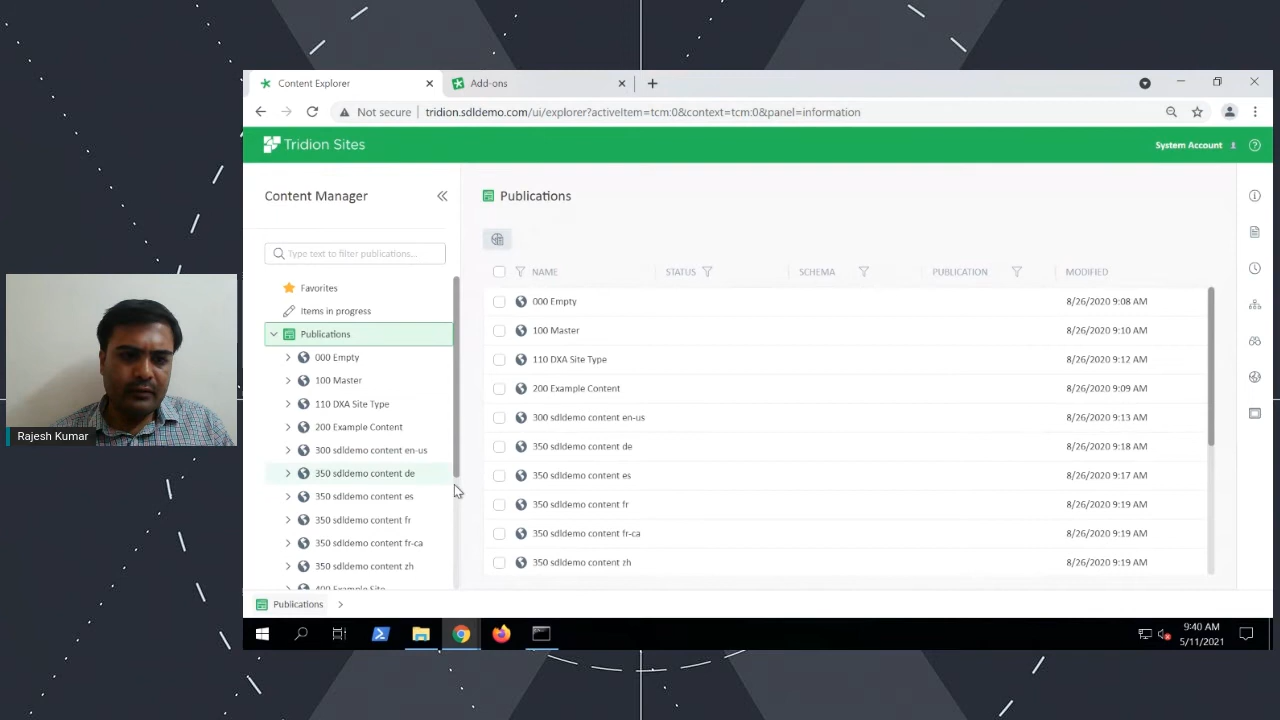 Content Explorer
Add-ons
Not secure
tridion.sdldemo.com/ui/explorer?activeItem=tcm:0&context=tcm:0&panel=information
Tridion Sites
System Account
Content Manager
Type text to filter publications...
Favorites
Items in progress
Publications
000 Empty
100 Master
110 DXA Site Type
200 Example Content
300 sdldemo content en-us
350 sdldemo content de
350 sdldemo content es
350 sdldemo content fr
350 sdldemo content fr-ca
350 sdldemo content zh
400 Example Site
Publications
NAME STATUS SCHEMA PUBLICATION MODIFIED
000 Empty 8/26/2020 9:08 AM
100 Master 8/26/2020 9:10 AM
110 DXA Site Type 8/26/2020 9:12 AM
200 Example Content 8/26/2020 9:09 AM
300 sdldemo content en-us 8/26/2020 9:13 AM
350 sdldemo content de 8/26/2020 9:18 AM
350 sdldemo content es 8/26/2020 9:17 AM
350 sdldemo content fr 8/26/2020 9:19 AM
350 sdldemo content fr-ca 8/26/2020 9:19 AM
350 sdldemo content zh 8/26/2020 9:19 AM
Publications
9:40 AM
5/11/2021
Rajesh Kumar